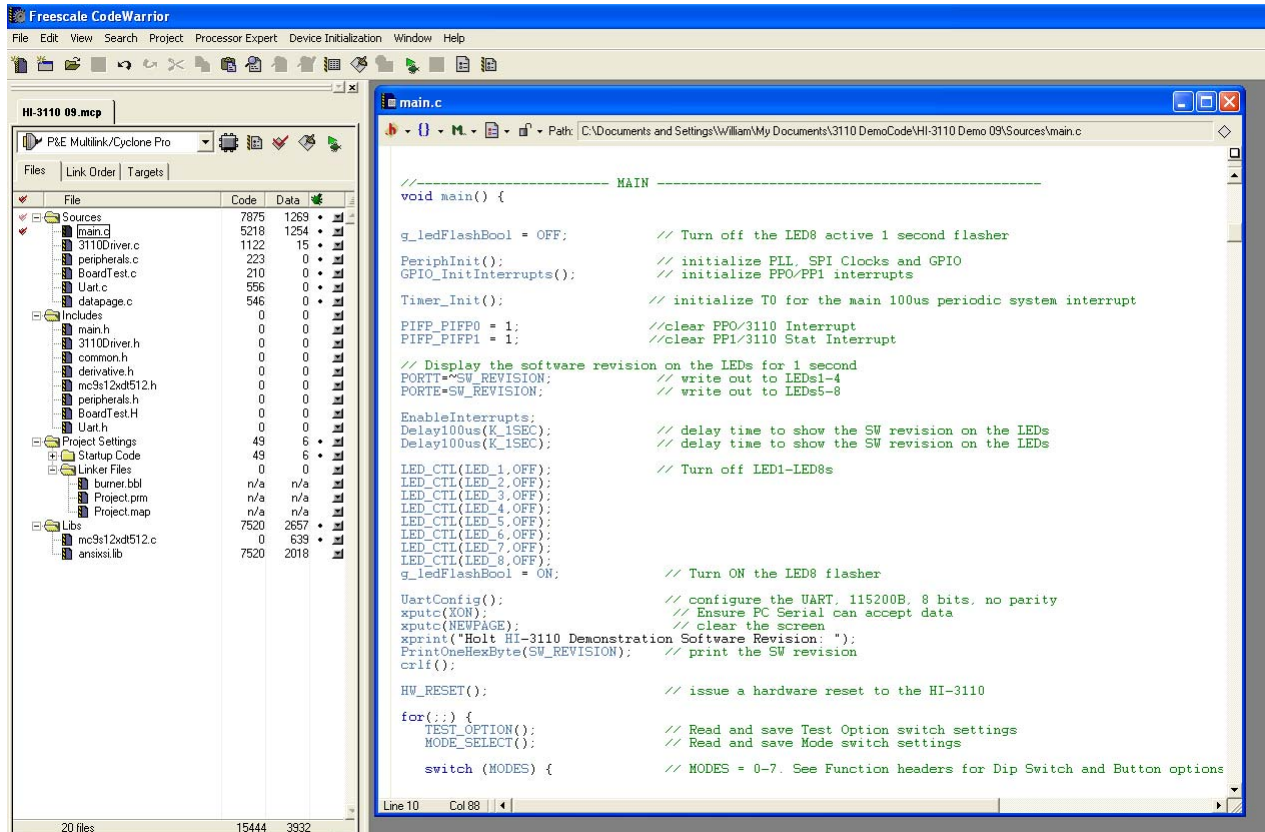 Freescale CodeWarrior
File Edit View Search Project Processor Expert Device Initialization Window Help
HI-3110 09.mcp
P&E Multilink/Cyclone Pro
Files Link Order Targets
File Code Data
Sources 7875 1269
main.c 5218 1254
3110Driver.c 1122 15
peripherals.c 223 0
BoardTest.c 210 0
Uart.c 556 0
datapage.c 546 0
Includes 0 0
main.h 0 0
3110Driver.h 0 0
common.h 0 0
derivative.h 0 0
mc9s12xdt512.h 0 0
peripherals.h 0 0
BoardTest.H 0 0
Uart.h 0 0
Project Settings 49 6
Startup Code 49 6
Linker Files 0 0
burner.bbl n/a n/a
Project.prm n/a n/a
Project.map n/a n/a
Libs 7520 2657
mc9s12xdt512.c 0 639
ansixsi.lib 7520 2018
20 files 15444 3932
main.c
h {} M. Path: C:\Documents and Settings\William\My Documents\3110 DemoCode\HI-3110 Demo 09\Sources\main.c
//------------------------ MAIN ------------------------------------------------
void main() {
g_ledFlashBool = OFF; // Turn off the LED8 active 1 second flasher
PeriphInit(); // initialize PLL, SPI Clocks and GPIO
GPIO_InitInterrupts(); // initialize PPO/PP1 interrupts
Timer_Init(); // initialize T0 for the main 100us periodic system interrupt
PIFP_PIFP0 = 1; //clear PPO/3110 Interrupt
PIFP_PIFP1 = 1; //clear PP1/3110 Stat Interrupt
// Display the software revision on the LEDs for 1 second
PORTT=~SW_REVISION; // write out to LEDs1-4
PORTE=SW_REVISION; // write out to LEDs5-8
EnableInterrupts;
Delay100us(K_1SEC); // delay time to show the SW revision on the LEDs
Delay100us(K_1SEC); // delay time to show the SW revision on the LEDs
LED_CTL(LED_1,OFF); // Turn off LED1-LED8s
LED_CTL(LED_2,OFF);
LED_CTL(LED_3,OFF);
LED_CTL(LED_4,OFF);
LED_CTL(LED_5,OFF);
LED_CTL(LED_6,OFF);
LED_CTL(LED_7,OFF);
LED_CTL(LED_8,OFF);
g_ledFlashBool = ON; // Turn ON the LED8 flasher
UartConfig(); // configure the UART, 115200B, 8 bits, no parity
xputc(XON); // Ensure PC Serial can accept data
xputc(NEWPAGE); // clear the screen
xprint("Holt HI-3110 Demonstration Software Revision: ");
PrintOneHexByte(SW_REVISION); // print the SW revision
crlf();
HW_RESET(); // issue a hardware reset to the HI-3110
for(;;) {
TEST_OPTION(); // Read and save Test Option switch settings
MODE_SELECT(); // Read and save Mode switch settings
switch (MODES) { // MODES = 0-7. See Function headers for Dip Switch and Button options
Line 10 Col 88